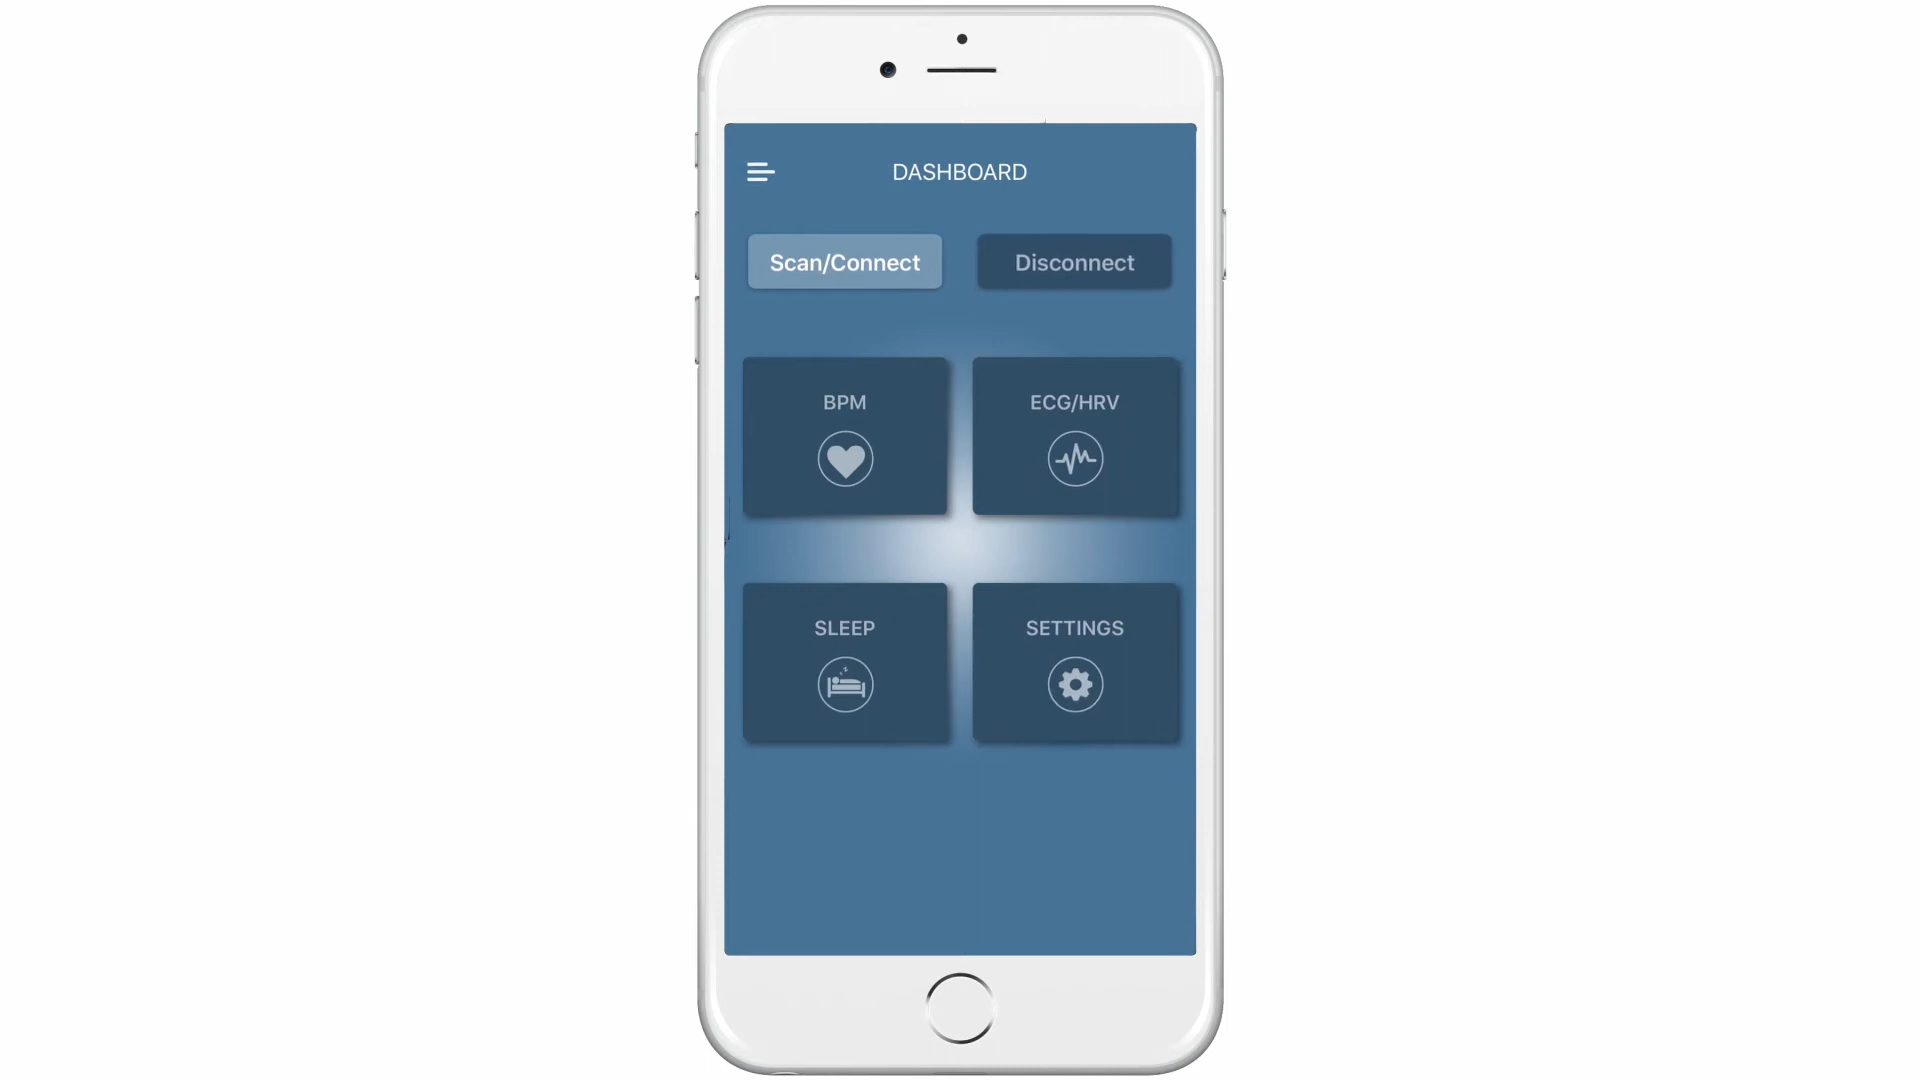 DASHBOARD
Scan/Connect
Disconnect
BPM
ECG/HRV
SLEEP
SETTINGS